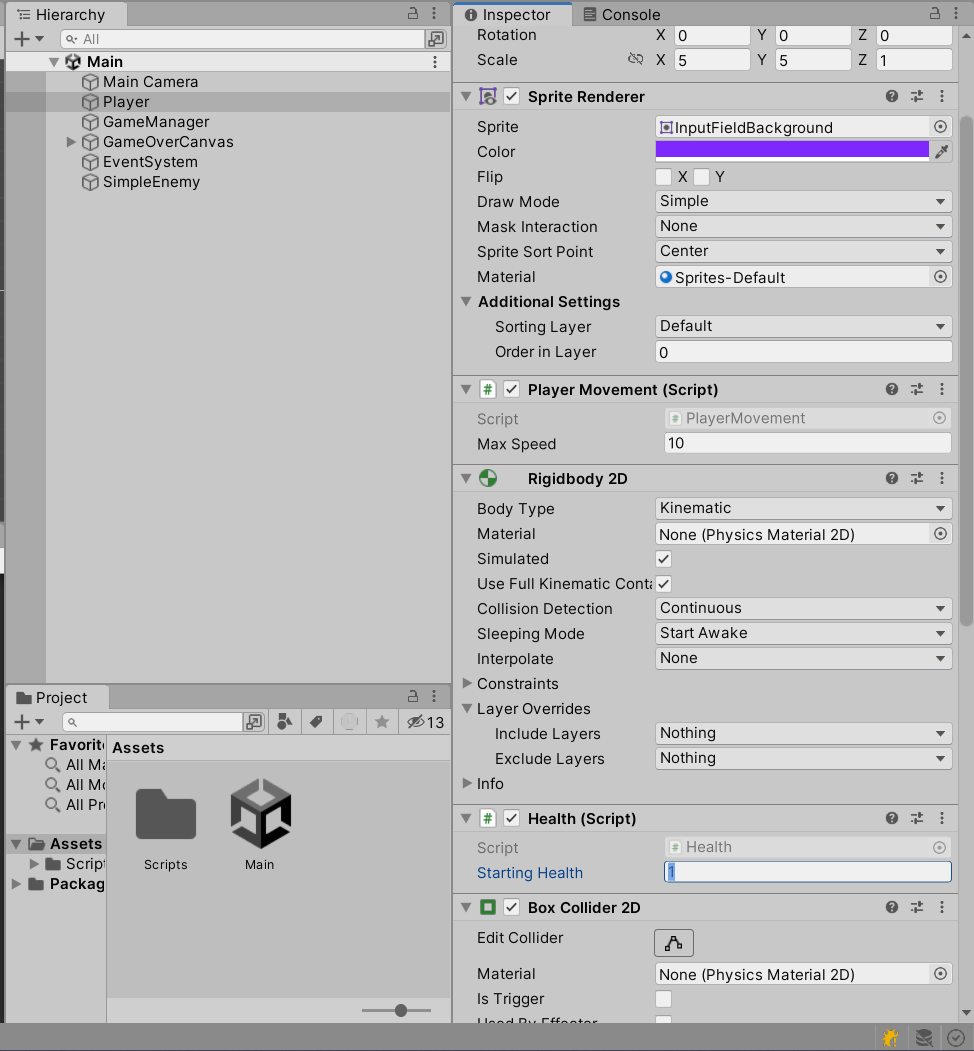 Hierarchy
All
Main
Main Camera
Player
GameManager
GameOverCanvas
EventSystem
SimpleEnemy
Project
13
Favorit
All Ma
All Mo
All Pro
Assets
Script
Packag
Assets
Scripts
Main
Inspector
Console
Rotation X 0 Y 0 Z 0
Scale X 5 Y 5 Z 1
Sprite Renderer
Sprite InputFieldBackground
Color
Flip X Y
Draw Mode Simple
Mask Interaction None
Sprite Sort Point Center
Material Sprites-Default
Additional Settings
Sorting Layer Default
Order in Layer 0
# Player Movement (Script)
Script # PlayerMovement
Max Speed 10
Rigidbody 2D
Body Type Kinematic
Material None (Physics Material 2D)
Simulated
Use Full Kinematic Conta
Collision Detection Continuous
Sleeping Mode Start Awake
Interpolate None
Constraints
Layer Overrides
Include Layers Nothing
Exclude Layers Nothing
Info
# Health (Script)
Script # Health
Starting Health 1
Box Collider 2D
Edit Collider
Material None (Physics Material 2D)
Is Trigger
Used By Effector